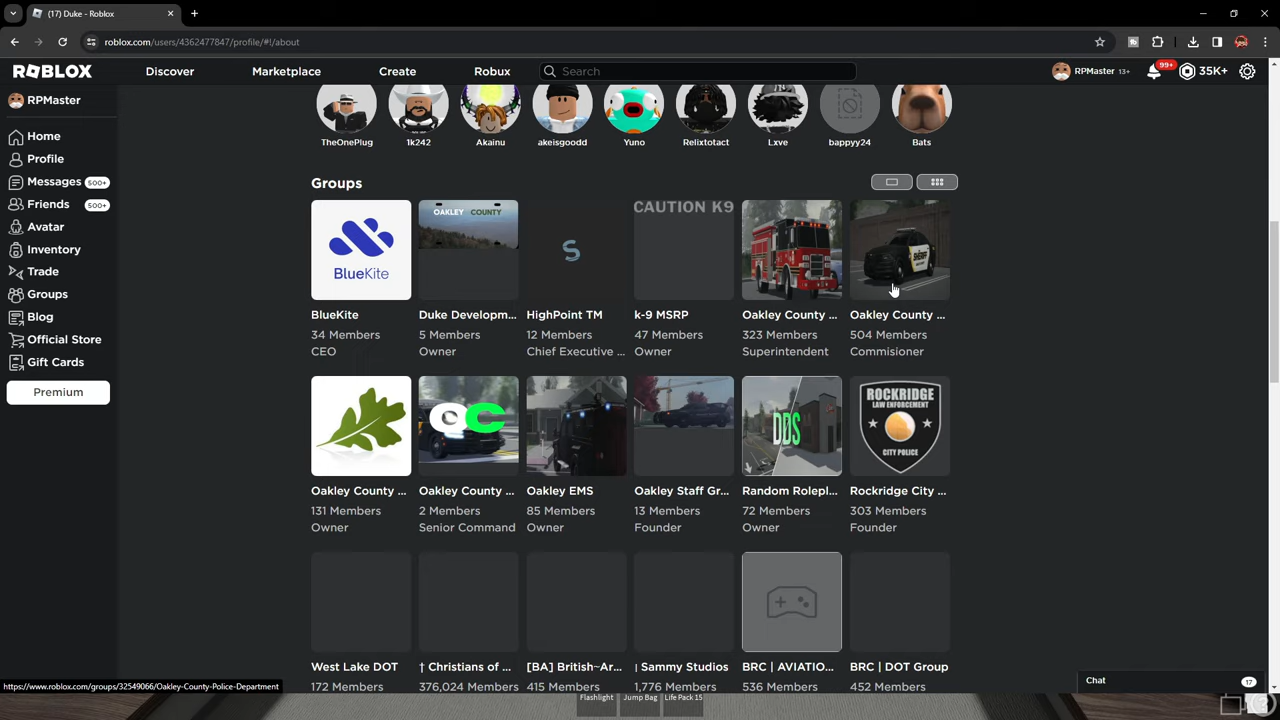 (17) Duke - Roblox
roblox.com/users/4362477847/profile/#!/about
ROBLOX
Discover
Marketplace
Create
Robux
Search
RPMaster 13+
99+
35K+
RPMaster
Home
Profile
Messages 500+
Friends 500+
Avatar
Inventory
Trade
Groups
Blog
Official Store
Gift Cards
Premium
TheOnePlug
1k242
Akainu
akeisgoodd
Yuno
Relixtotact
Lxve
bappyy24
Bats
Groups
BlueKite
OAKLEY COUNTY
S
CAUTION K9
SHERIFF
BlueKite
Duke Developm...
HighPoint TM
k-9 MSRP
Oakley County ...
Oakley County ...
34 Members
5 Members
12 Members
47 Members
323 Members
504 Members
CEO
Owner
Chief Executive ...
Owner
Superintendent
Commisioner
OC
DDS
ROCKRIDGE
LAW ENFORCEMENT
CITY POLICE
Oakley County ...
Oakley County ...
Oakley EMS
Oakley Staff Gr...
Random Rolepl...
Rockridge City ...
131 Members
2 Members
85 Members
13 Members
72 Members
303 Members
Owner
Senior Command
Owner
Founder
Owner
Founder
West Lake DOT
† Christians of ...
[BA] British~Ar...
| Sammy Studios
BRC | AVIATIO...
BRC | DOT Group
172 Members
376,024 Members
415 Members
1,776 Members
536 Members
452 Members
Chat 17
https://www.roblox.com/groups/32549066/Oakley-County-Police-Department
Flashlight
Jump Bag
Life Pack 15